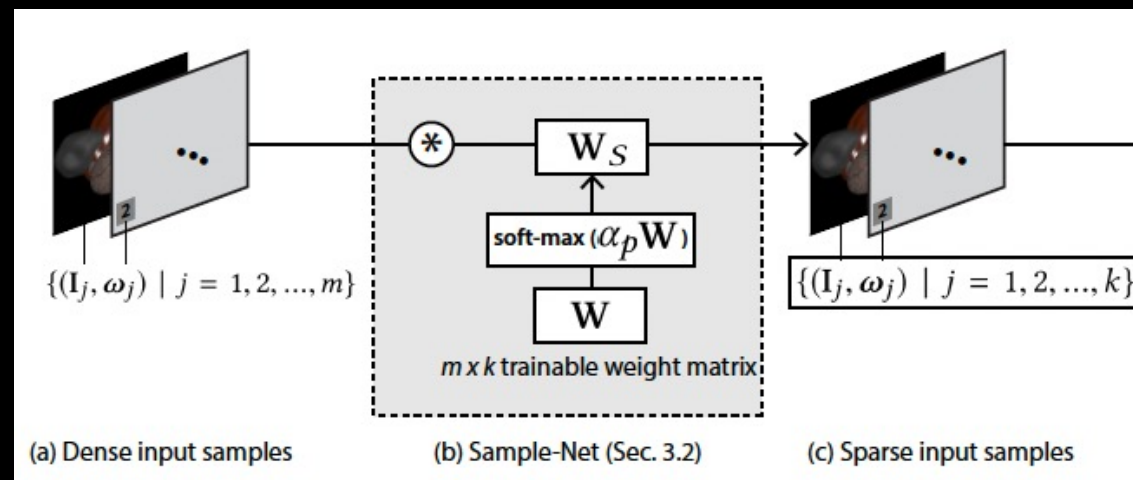 *
W_S
2
2
soft-max (α_p W)
{(I_j, ω_j) | j = 1, 2, ..., m}
{(I_j, ω_j) | j = 1, 2, ..., k}
W
m x k trainable weight matrix
(a) Dense input samples
(b) Sample-Net (Sec. 3.2)
(c) Sparse input samples